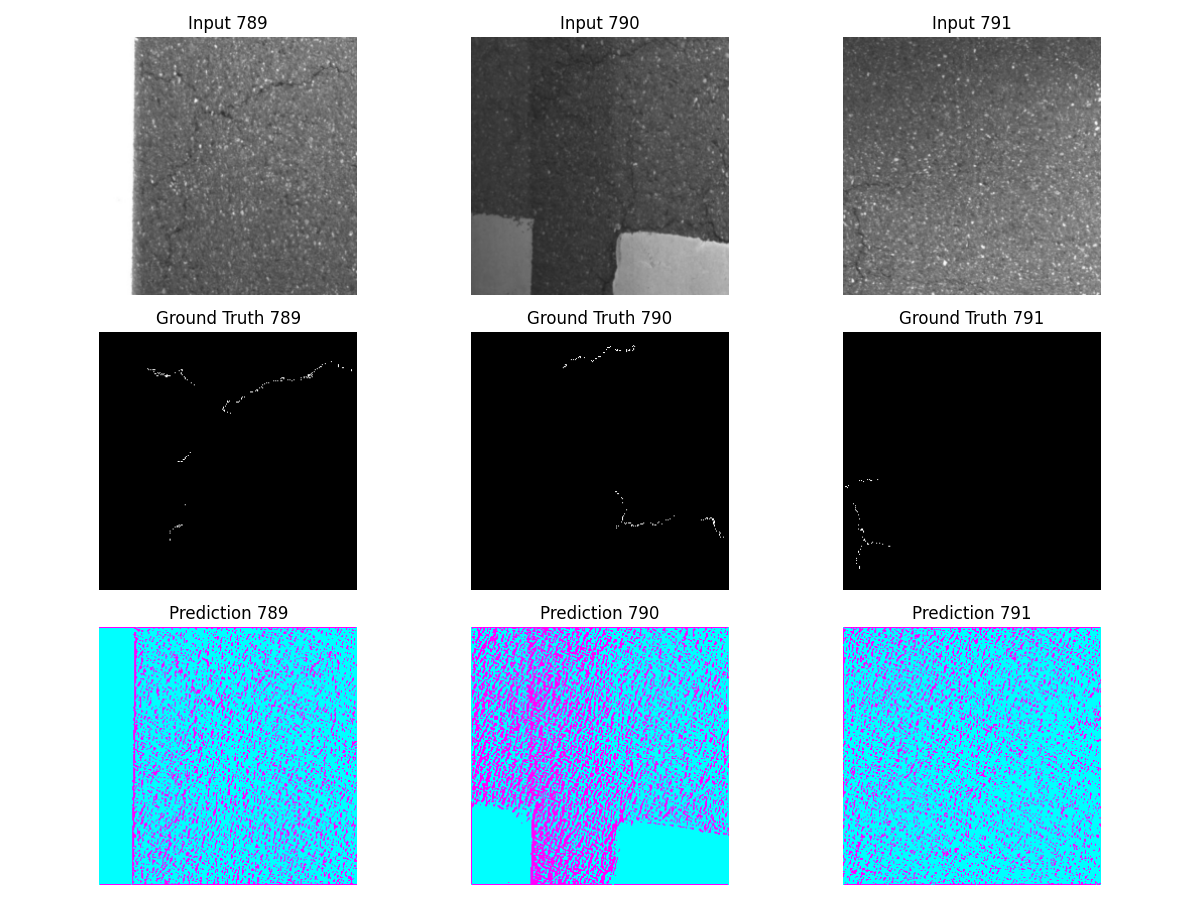 Input 789
Input 790
Input 791
Ground Truth 789
Ground Truth 790
Ground Truth 791
Prediction 789
Prediction 790
Prediction 791